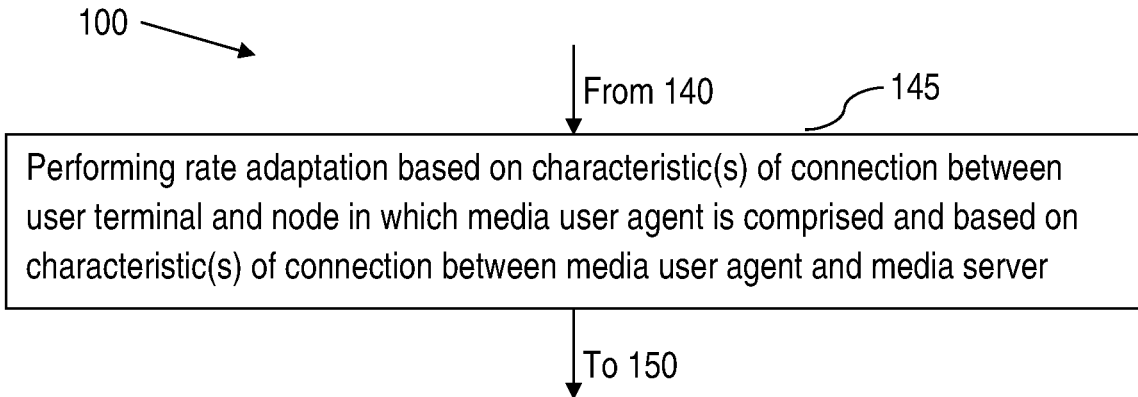 100
From 140
145
Performing rate adaptation based on characteristic(s) of connection between
user terminal and node in which media user agent is comprised and based on
characteristic(s) of connection between media user agent and media server
To 150